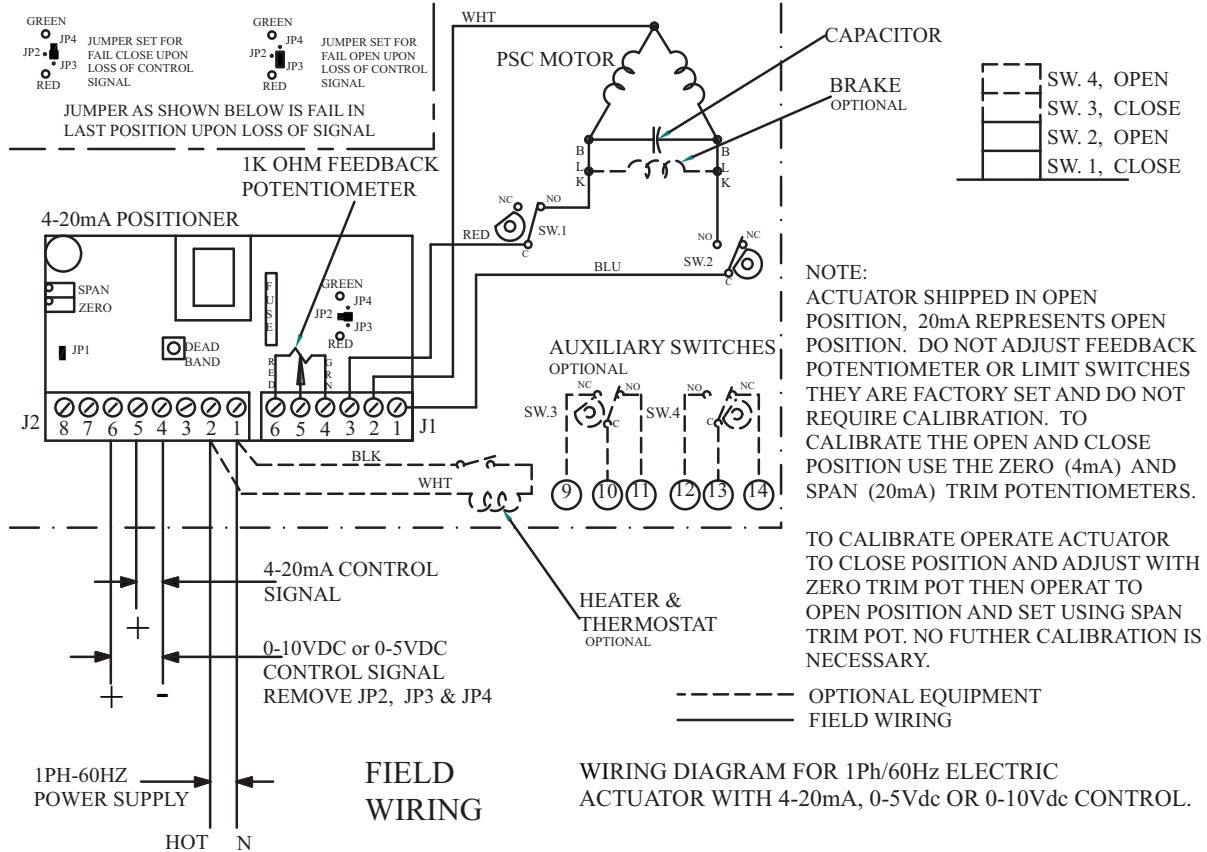 GREEN
JP4
JP2
JP3
RED
JUMPER SET FOR
FAIL CLOSE UPON
LOSS OF CONTROL
SIGNAL
GREEN
JP4
JP2
JP3
RED
JUMPER SET FOR
FAIL OPEN UPON
LOSS OF CONTROL
SIGNAL
JUMPER AS SHOWN BELOW IS FAIL IN
LAST POSITION UPON LOSS OF SIGNAL
WHT
PSC MOTOR
CAPACITOR
BRAKE
OPTIONAL
BLK
BLK
SW. 4, OPEN
SW. 3, CLOSE
SW. 2, OPEN
SW. 1, CLOSE
1K OHM FEEDBACK
POTENTIOMETER
4-20mA POSITIONER
NC
NO
SW.1
C
RED
NO
NC
SW.2
C
BLU
SPAN
ZERO
JP1
DEAD
BAND
FUSE
GREEN
JP4
JP2
JP3
RED
RED
GRN
J2
8 7 6 5 4 3 2 1
6 5 4 3 2 1
J1
BLK
WHT
AUXILIARY SWITCHES
OPTIONAL
NC
NO
SW.3
C
NO
NC
SW.4
C
9 10 11 12 13 14
NOTE:
ACTUATOR SHIPPED IN OPEN
POSITION, 20mA REPRESENTS OPEN
POSITION. DO NOT ADJUST FEEDBACK
POTENTIOMETER OR LIMIT SWITCHES
THEY ARE FACTORY SET AND DO NOT
REQUIRE CALIBRATION. TO
CALIBRATE THE OPEN AND CLOSE
POSITION USE THE ZERO (4mA) AND
SPAN (20mA) TRIM POTENTIOMETERS.
TO CALIBRATE OPERATE ACTUATOR
TO CLOSE POSITION AND ADJUST WITH
ZERO TRIM POT THEN OPERAT TO
OPEN POSITION AND SET USING SPAN
TRIM POT. NO FUTHER CALIBRATION IS
NECESSARY.
4-20mA CONTROL
SIGNAL
+
0-10VDC or 0-5VDC
CONTROL SIGNAL
REMOVE JP2, JP3 & JP4
+ -
HEATER &
THERMOSTAT
OPTIONAL
OPTIONAL EQUIPMENT
FIELD WIRING
1PH-60HZ
POWER SUPPLY
HOT N
FIELD
WIRING
WIRING DIAGRAM FOR 1Ph/60Hz ELECTRIC
ACTUATOR WITH 4-20mA, 0-5Vdc OR 0-10Vdc CONTROL.